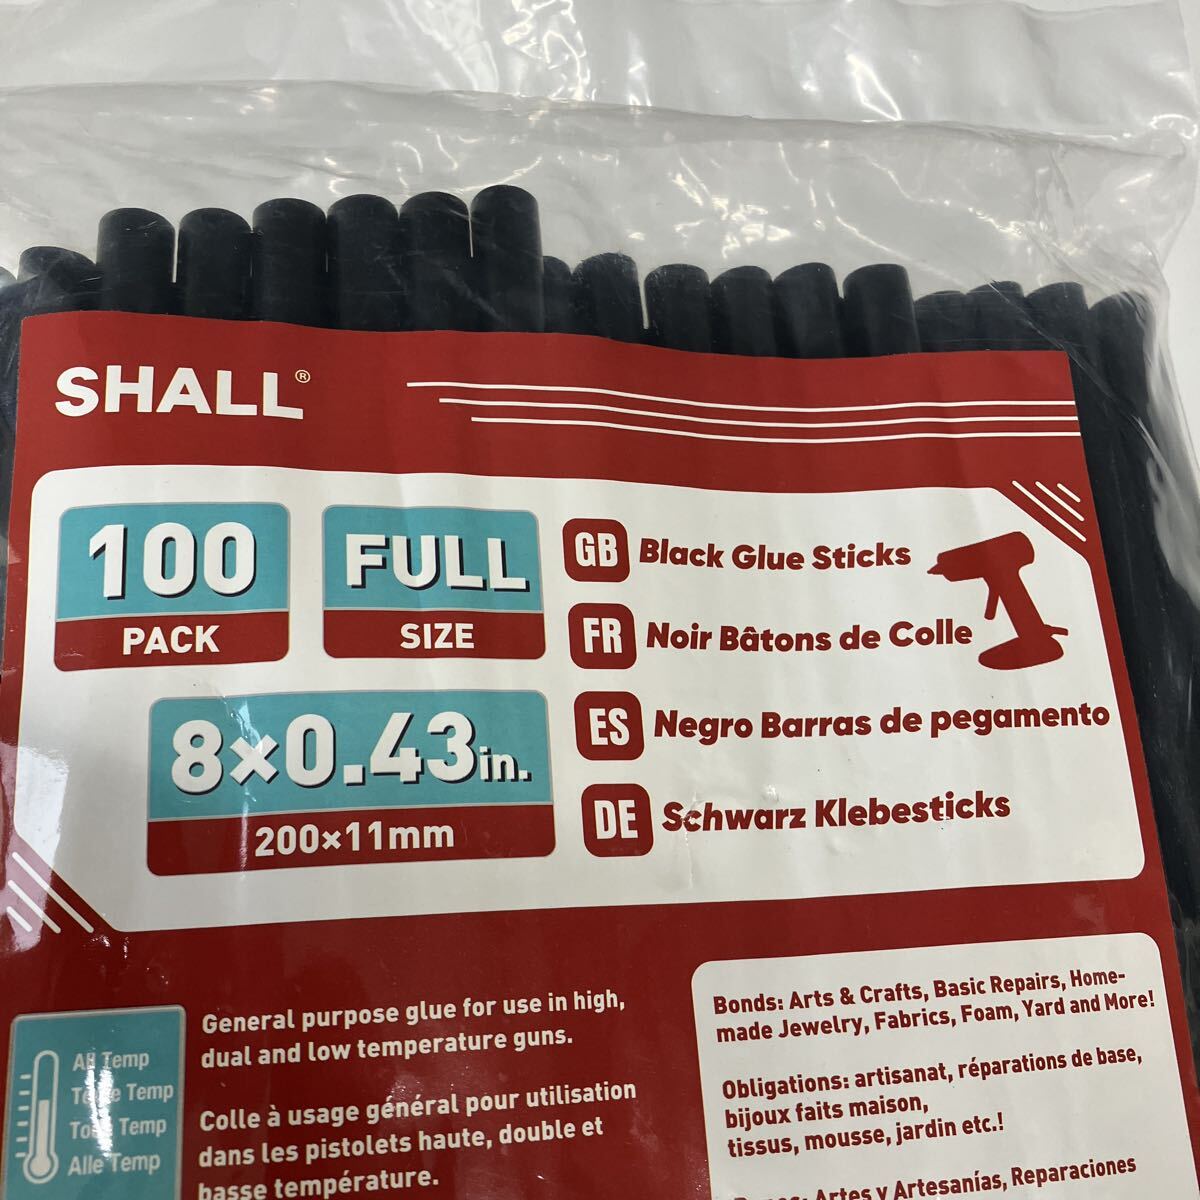 SHALL®
100
PACK
FULL
SIZE
8×0.43in.
200×11mm
GB Black Glue Sticks
FR Noir Bâtons de Colle
ES Negro Barras de pegamento
DE Schwarz Klebesticks
All Temp
Toute Temp
Todo Temp
Alle Temp
General purpose glue for use in high,
dual and low temperature guns.
Colle à usage général pour utilisation
dans les pistolets haute, double et
basse température.
Bonds: Arts & Crafts, Basic Repairs, Home-
made Jewelry, Fabrics, Foam, Yard and More!
Obligations: artisanat, réparations de base,
bijoux faits maison,
tissus, mousse, jardin etc.!
Artes y Artesanías, Reparaciones